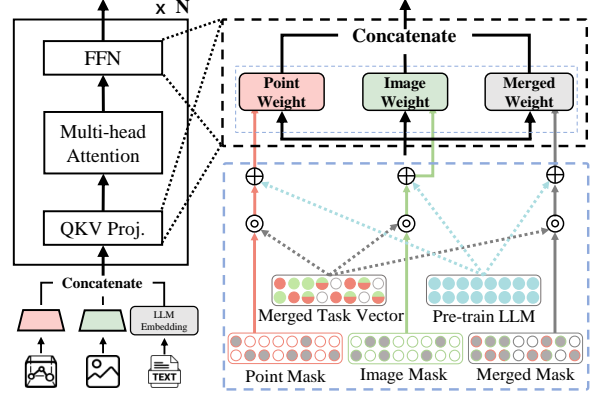 x N
FFN
Multi-head
Attention
QKV Proj.
Concatenate
LLM
Embedding
TEXT
Concatenate
Point
Weight
Image
Weight
Merged
Weight
Merged Task Vector
Pre-train LLM
Point Mask
Image Mask
Merged Mask